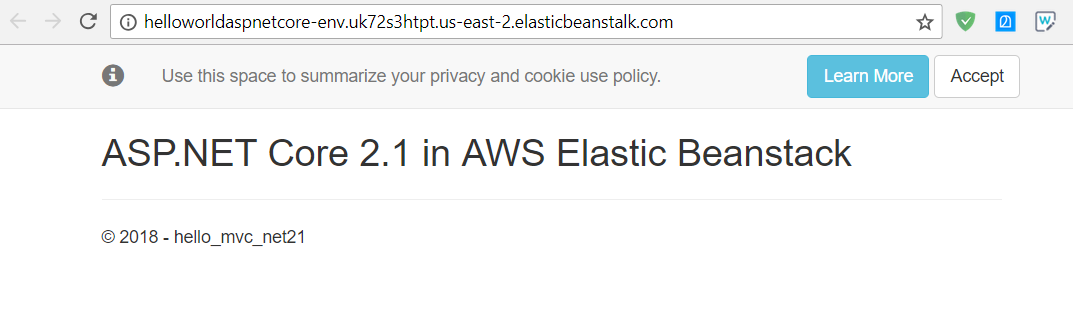 helloworldaspnetcore-env.uk72s3htpt.us-east-2.elasticbeanstalk.com
Use this space to summarize your privacy and cookie use policy. Learn More Accept
ASP.NET Core 2.1 in AWS Elastic Beanstack
© 2018 - hello_mvc_net21